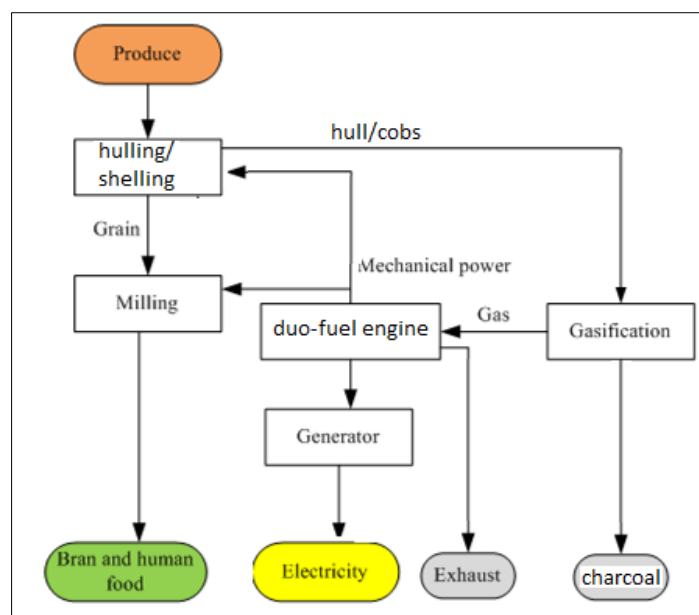 Produce
hull/cobs
hulling/
shelling
Grain
Mechanical power
Milling
duo-fuel engine
Gas
Gasification
Generator
Bran and human
food
Electricity
Exhaust
charcoal